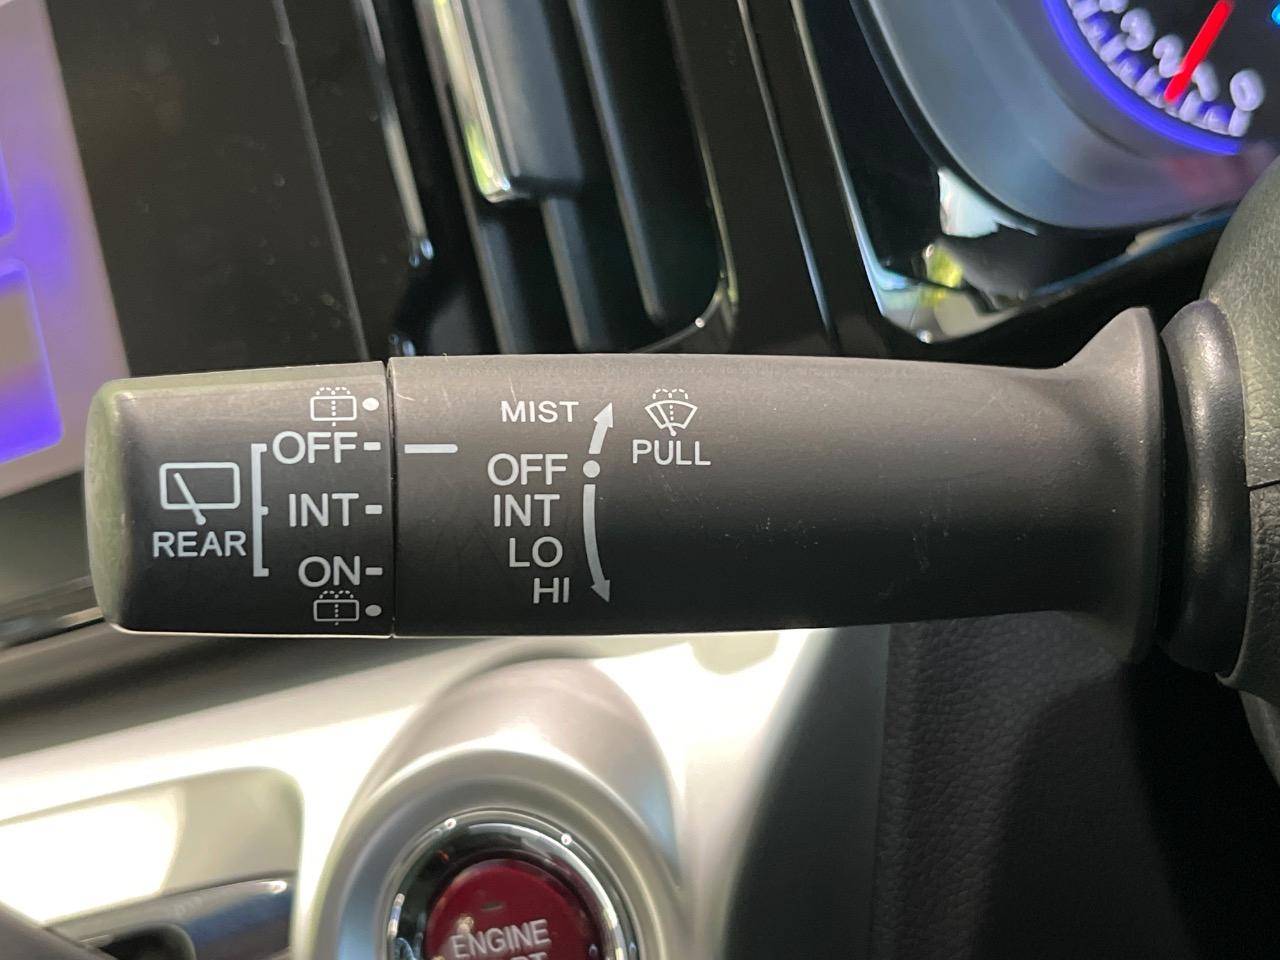 OFF
INT
ON
REAR
MIST
OFF
INT
LO
HI
PULL
ENGINE